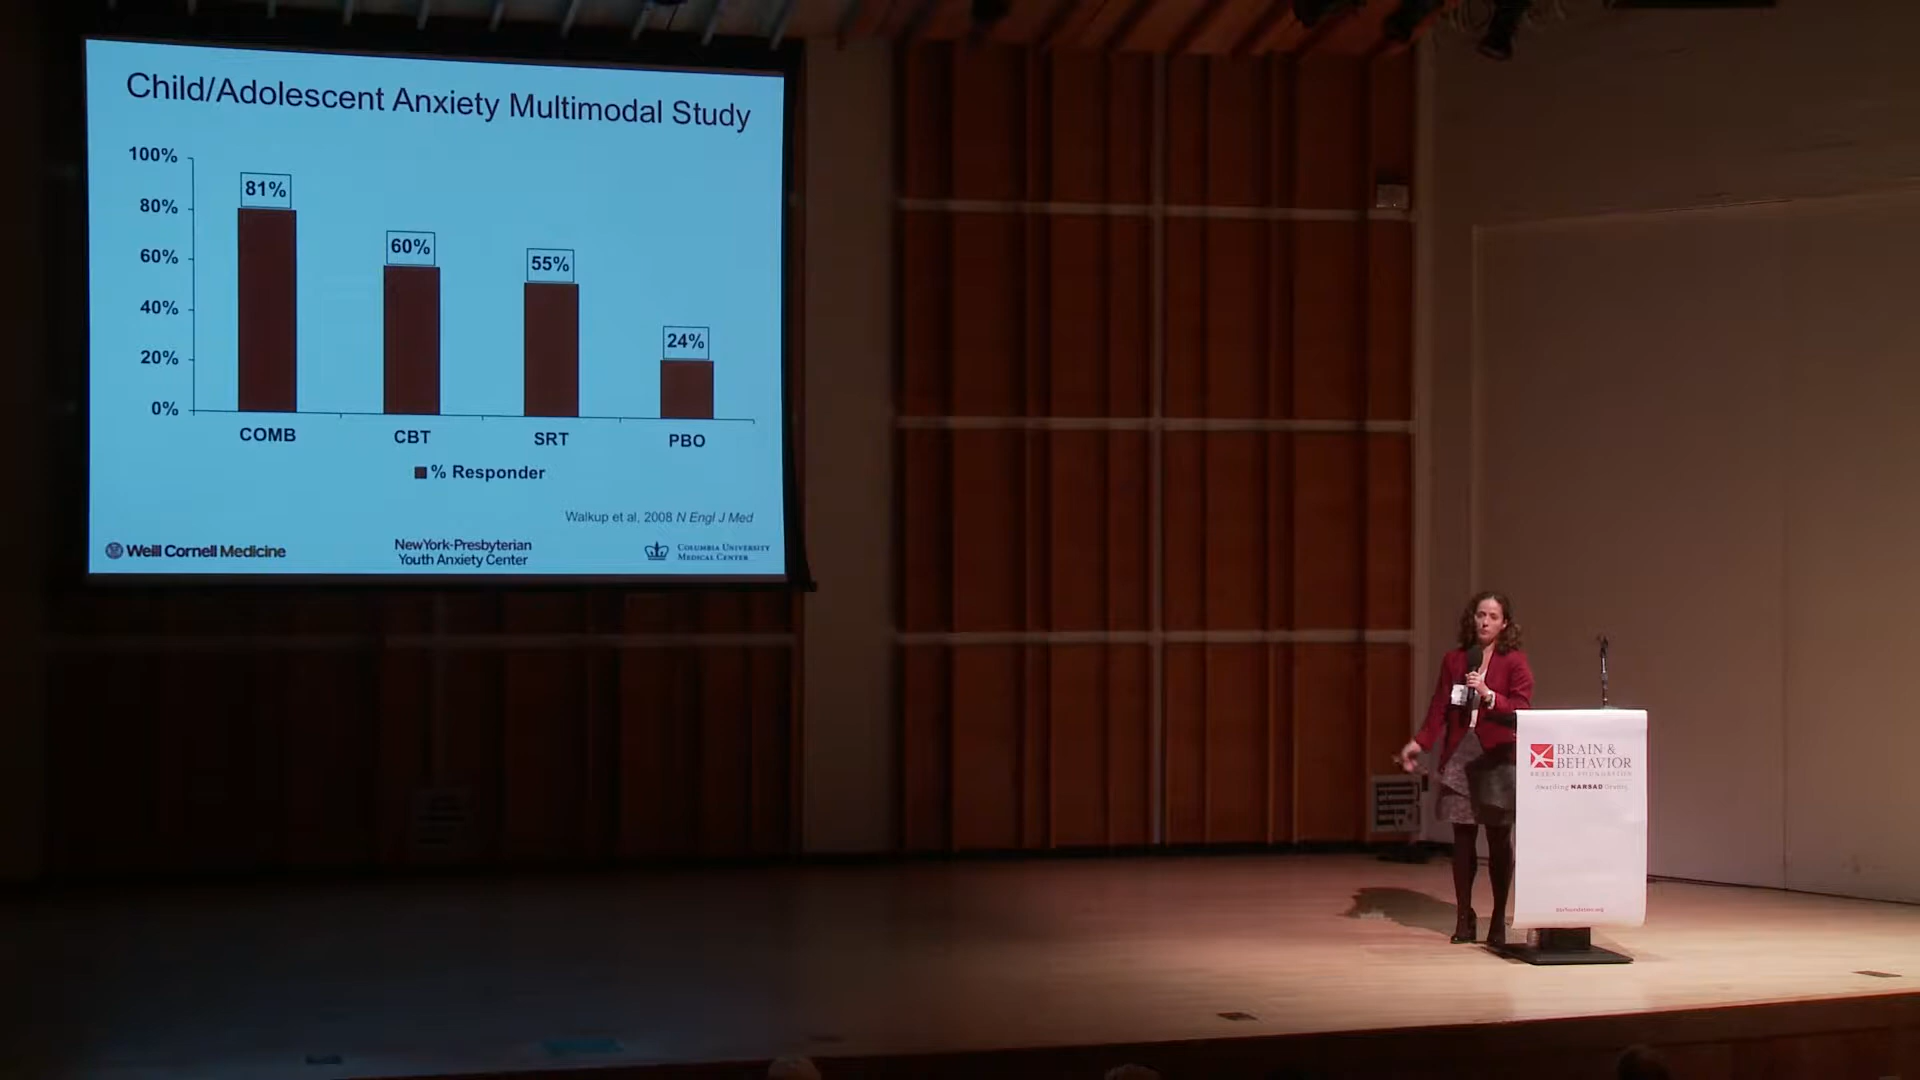 Child/Adolescent Anxiety Multimodal Study
100%
80%
60%
40%
20%
0%
81%
60%
55%
24%
COMB
CBT
SRT
PBO
% Responder
Walkup et al, 2008 N Engl J Med
Weill Cornell Medicine
NewYork-Presbyterian
Youth Anxiety Center
COLUMBIA UNIVERSITY
MEDICAL CENTER
BRAIN &
BEHAVIOR
RESEARCH FOUNDATION
Awarding NARSAD Grants